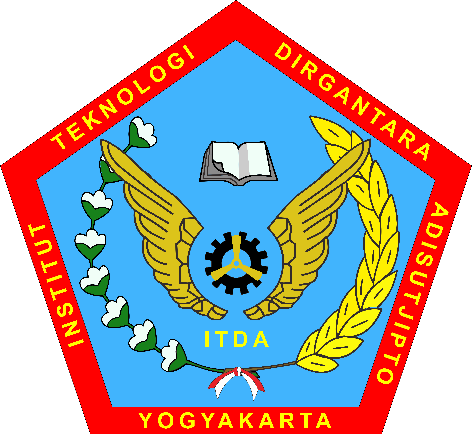 INSTITUT TEKNOLOGI DIRGANTARA ADISUTJIPTO
ITDA
YOGYAKARTA